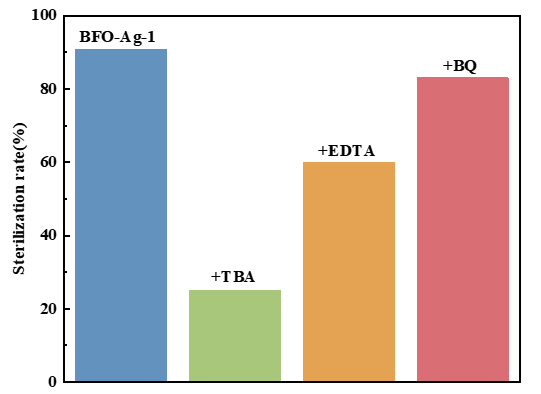 100
BFO-Ag-1
+BQ
80
+EDTA
60
Sterilization rate(%)
40
+TBA
20
0